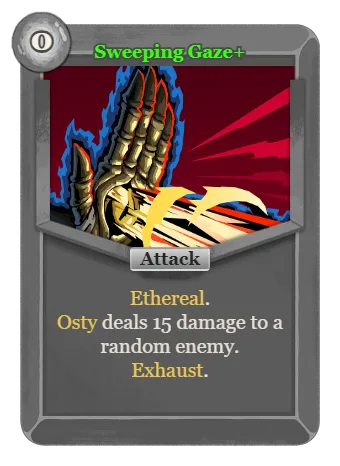 0
Sweeping Gaze+
Attack
Ethereal.
Osty deals 15 damage to a
random enemy.
Exhaust.